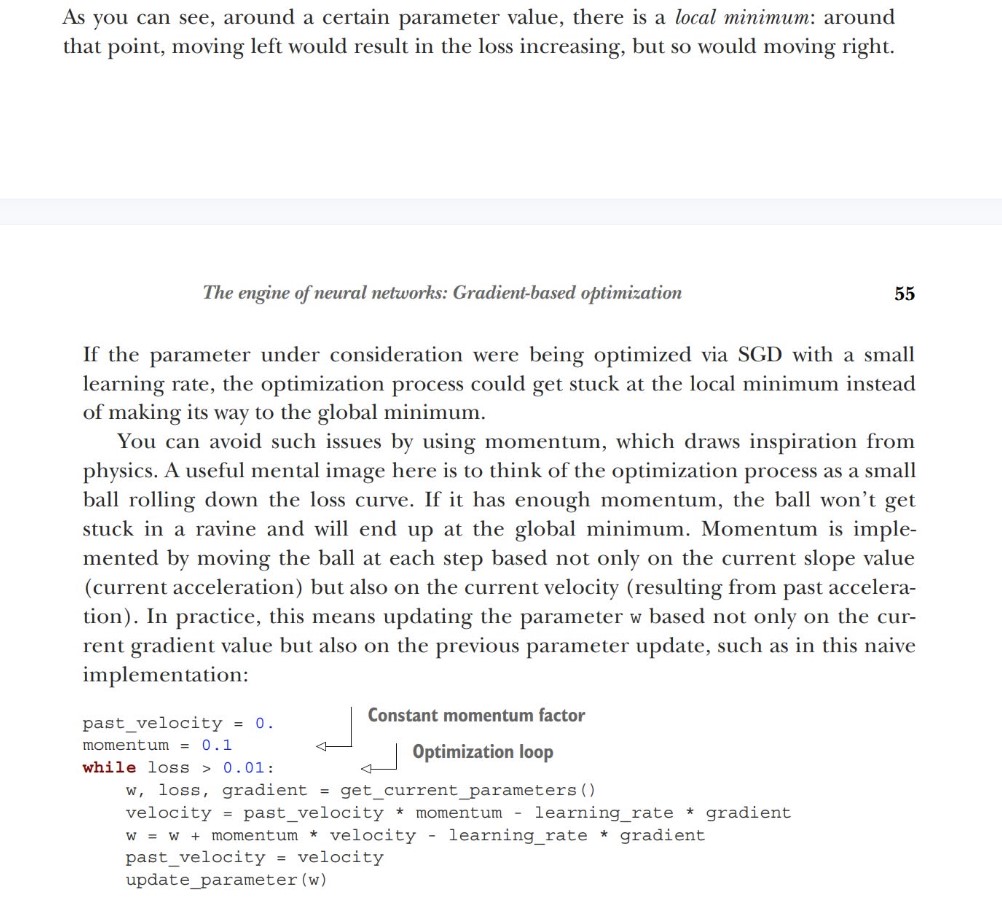 As you can see, around a certain parameter value, there is a local minimum: around
that point, moving left would result in the loss increasing, but so would moving right.
The engine of neural networks: Gradient-based optimization 55
If the parameter under consideration were being optimized via SGD with a small
learning rate, the optimization process could get stuck at the local minimum instead
of making its way to the global minimum.
You can avoid such issues by using momentum, which draws inspiration from
physics. A useful mental image here is to think of the optimization process as a small
ball rolling down the loss curve. If it has enough momentum, the ball won't get
stuck in a ravine and will end up at the global minimum. Momentum is imple-
mented by moving the ball at each step based not only on the current slope value
(current acceleration) but also on the current velocity (resulting from past accelera-
tion). In practice, this means updating the parameter w based not only on the cur-
rent gradient value but also on the previous parameter update, such as in this naive
implementation:
past_velocity = 0.
Constant momentum factor
momentum = 0.1
Optimization loop
while loss > 0.01:
w, loss, gradient = get_current_parameters()
velocity = past_velocity * momentum - learning_rate * gradient
w = w + momentum * velocity - learning_rate * gradient
past_velocity = velocity
update_parameter(w)